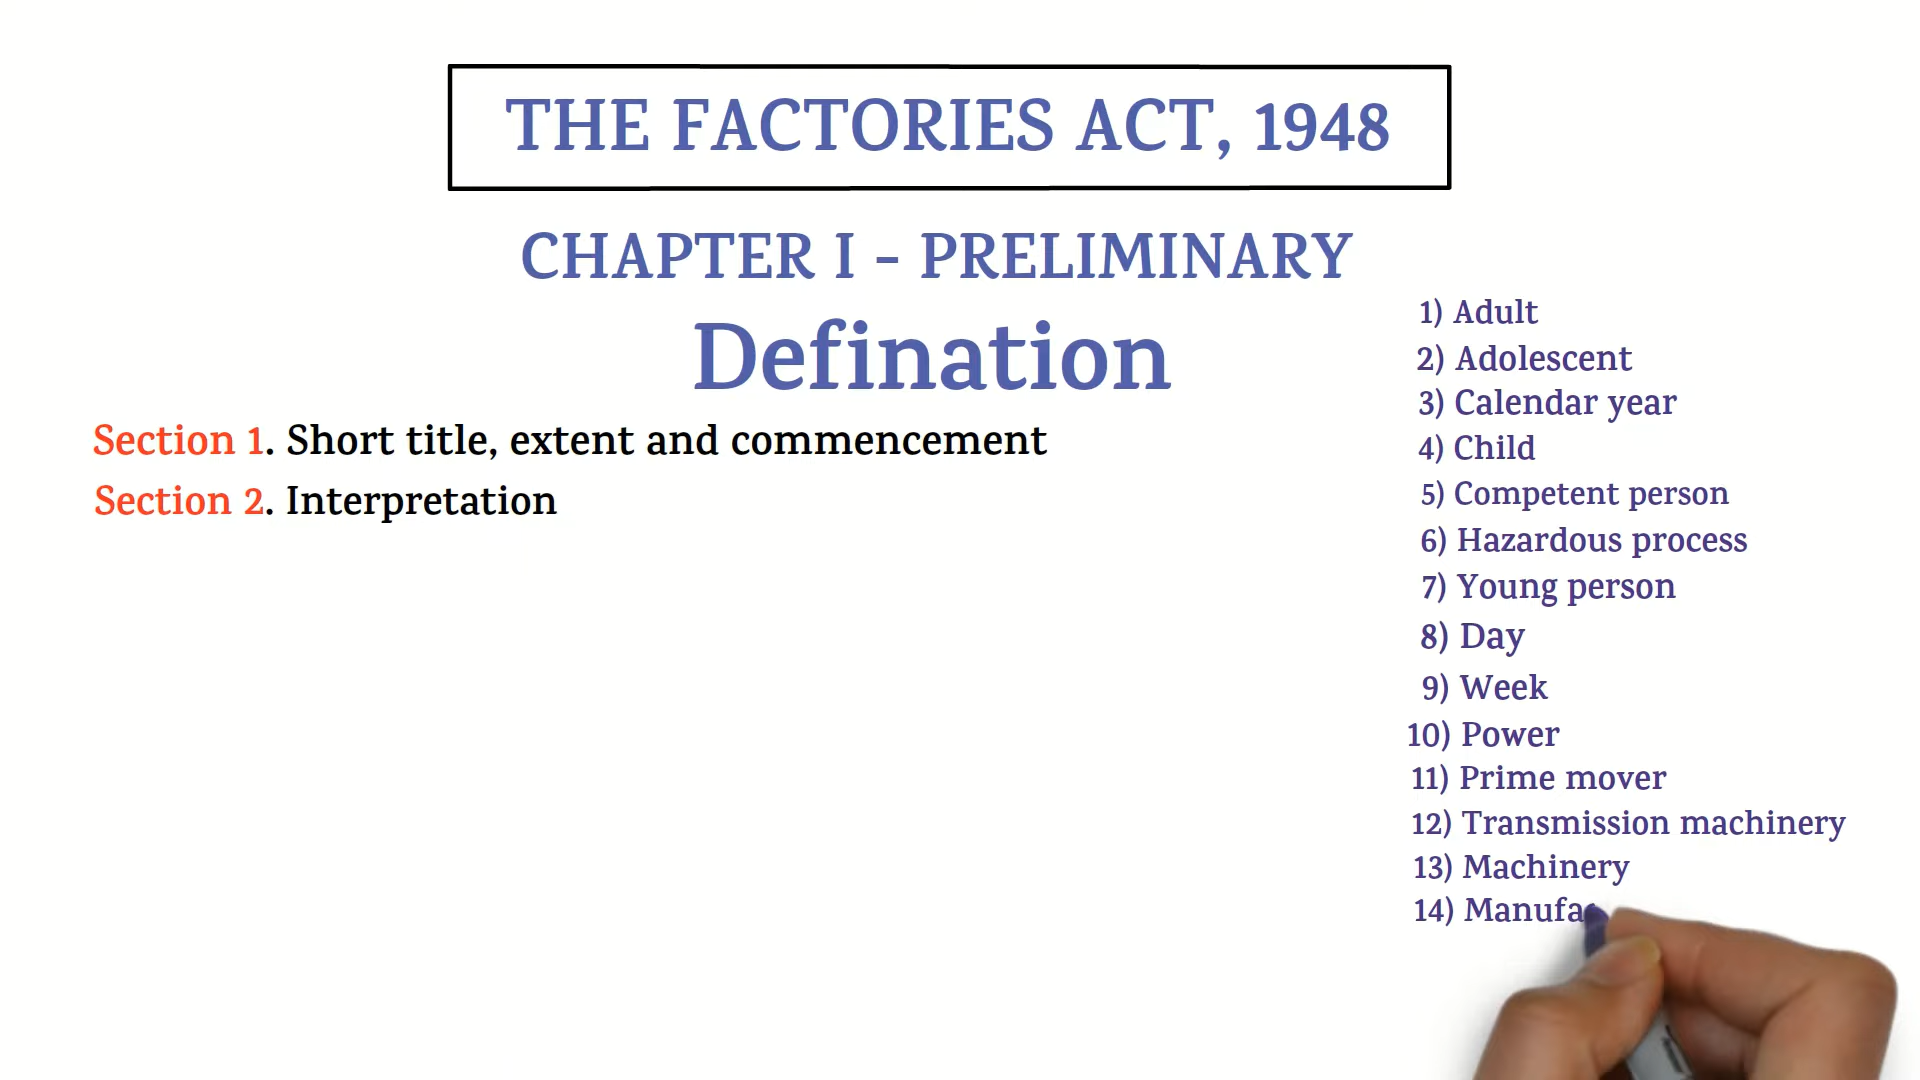 THE FACTORIES ACT, 1948
CHAPTER I - PRELIMINARY
Defination
Section 1. Short title, extent and commencement
Section 2. Interpretation
1) Adult
2) Adolescent
3) Calendar year
4) Child
5) Competent person
6) Hazardous process
7) Young person
8) Day
9) Week
10) Power
11) Prime mover
12) Transmission machinery
13) Machinery
14) Manufa